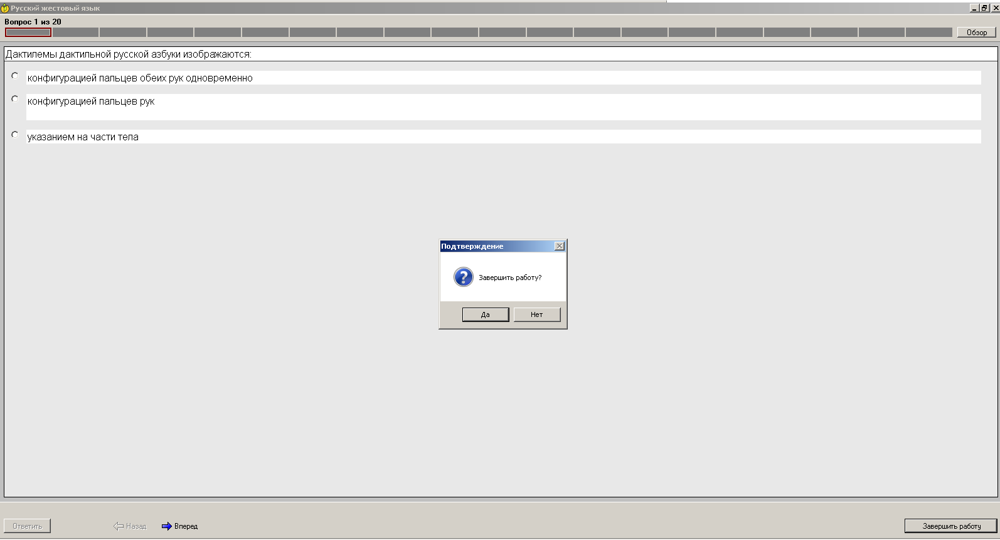 Русский жестовый язык
Вопрос 1 из 20
Обзор
Дактилемы дактильной русской азбуки изображаются:
конфигурацией пальцев обеих рук одновременно
конфигурацией пальцев рук
указанием на части тела
Подтверждение
Завершить работу?
Да
Нет
Ответить
Назад
Вперед
Завершить работу